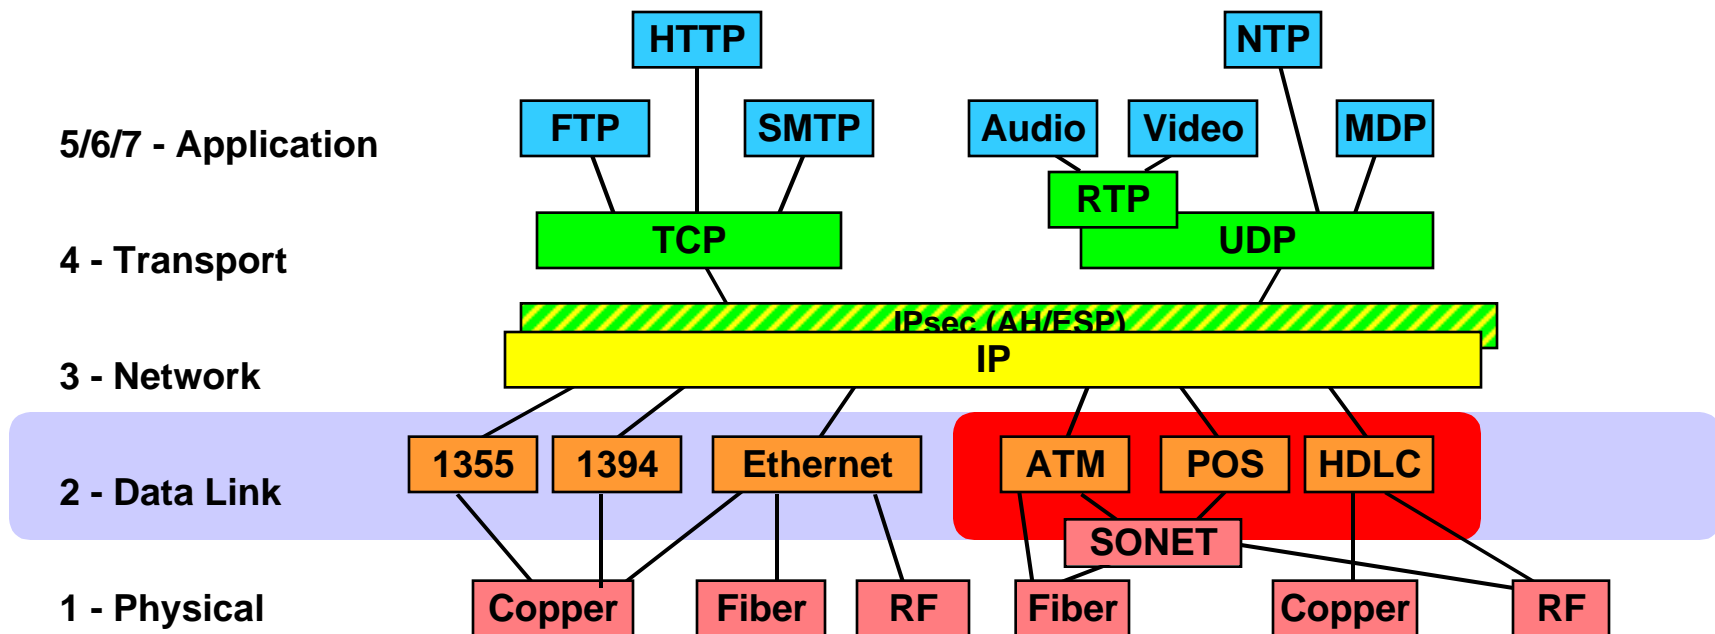 HTTP NTP
5/6/7 - Application FTP SMTP Audio Video MDP
RTP
4 - Transport TCP UDP
IPsec (AH/ESP)
3 - Network IP
2 - Data Link 1355 1394 Ethernet ATM POS HDLC
SONET
1 - Physical Copper Fiber RF Fiber Copper RF